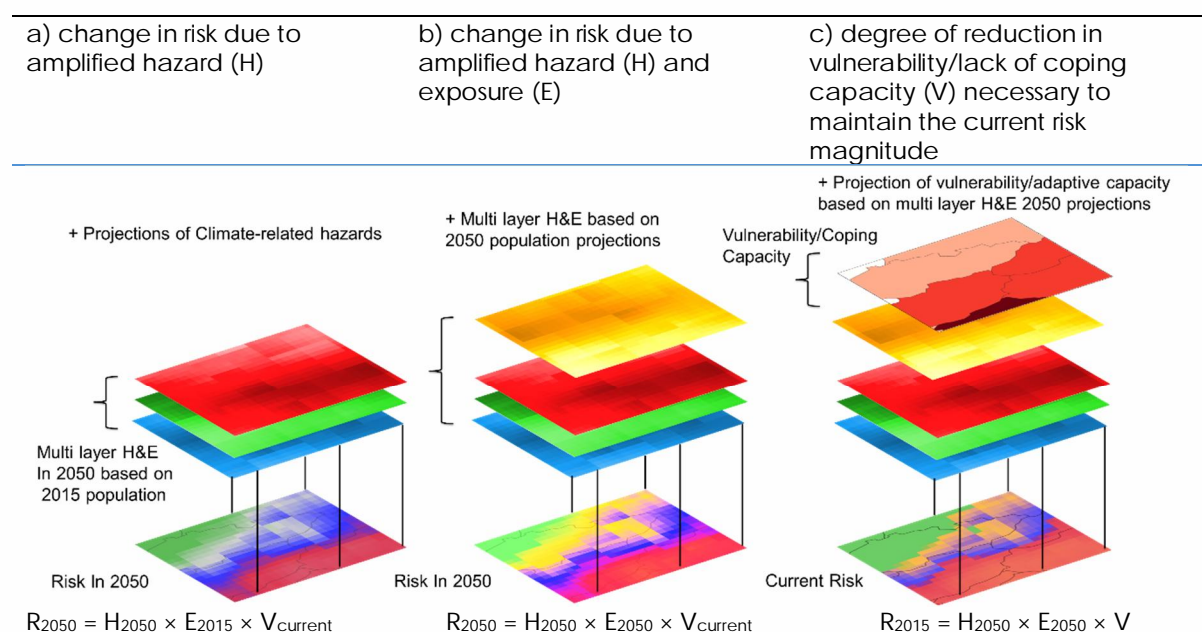 a) change in risk due to
amplified hazard (H)
b) change in risk due to
amplified hazard (H) and
exposure (E)
c) degree of reduction in
vulnerability/lack of coping
capacity (V) necessary to
maintain the current risk
magnitude
+ Projections of Climate-related hazards
Multi layer H&E
In 2050 based on
2015 population
Risk In 2050
R2050 = H2050 × E2015 × Vcurrent
+ Multi layer H&E based on
2050 population projections
Risk In 2050
R2050 = H2050 × E2050 × Vcurrent
+ Projection of vulnerability/adaptive capacity
based on multi layer H&E 2050 projections
Vulnerability/Coping
Capacity
Current Risk
R2015 = H2050 × E2050 × V